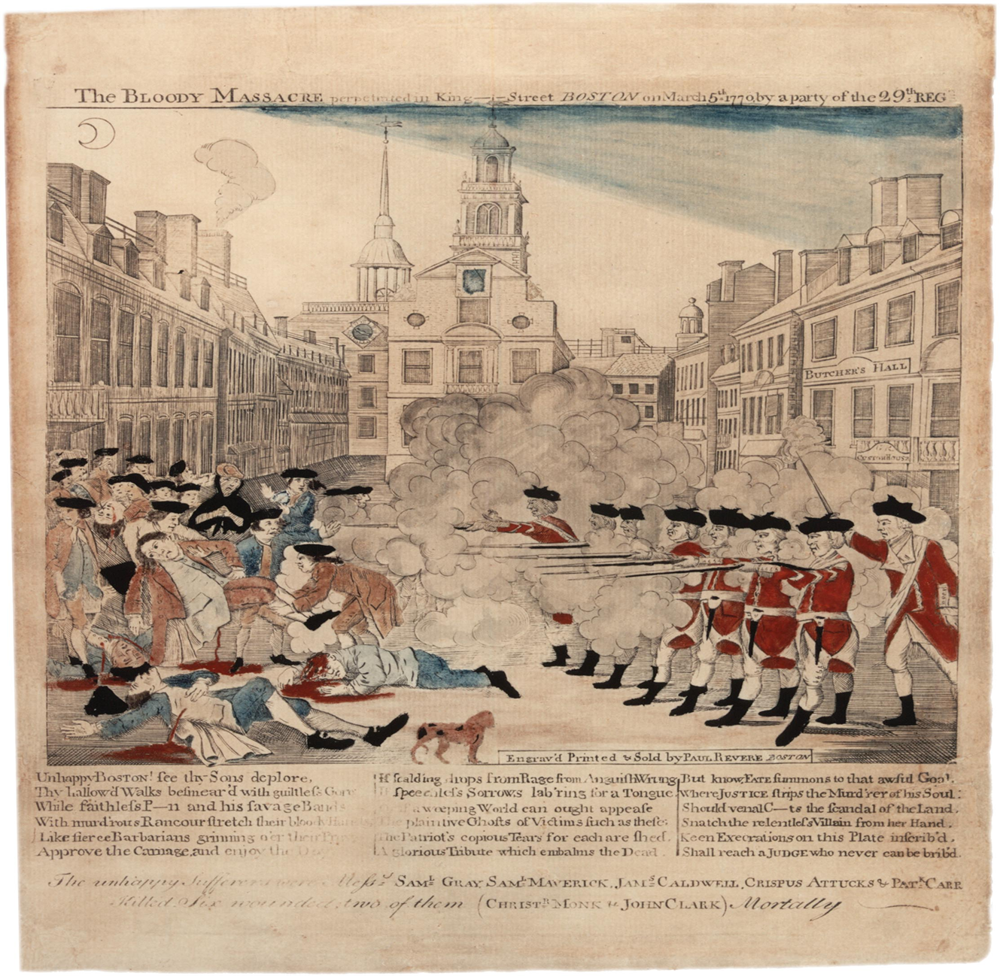 The BLOODY MASSACRE perpetrated in King—Street BOSTON on March 5th 1770, by a party of the 29th REG
BUTCHER'S HALL
CUSTOMHOUSE
Engrav'd Printed & Sold by PAUL REVERE BOSTON
Unhappy BOSTON! ſee thy Sons deplore,
Thy hallow'd Walks beſmear'd with guiltleſs Gore
While faithleſs P—n and his ſavage Bands
With murd'rous Rancour ſtretch their bloody Hands
Like fierce Barbarians grinning o'er their Prey
Approve the Carnage, and enjoy the Day
If ſcalding drops from Rage from Anguiſh Wrung
If ſpeechleſs Sorrows lab'ring for a Tongue,
a weeping World can ought appeaſe
The plaintive Ghoſts of Victims ſuch as theſe;
The Patriot's copious Tears for each are ſhed,
A glorious Tribute which embalms the Dead.
But know, FATE ſummons to that awful Goal,
Where JUSTICE ſtrips the Murd'rer of his Soul:
Should venal C—ts the ſcandal of the Land,
Snatch the relentleſs Villain from her Hand,
Keen Execrations on this Plate inſcrib'd,
Shall reach a JUDGE who never can be brib'd.
The unhappy Sufferers were Meſsrs SAML GRAY, SAML MAVERICK, JAMS CALDWELL, CRISPUS ATTUCKS & PATK CARR
Killed. Six wounded; two of them (CHRISTR MONK & JOHN CLARK) Mortally